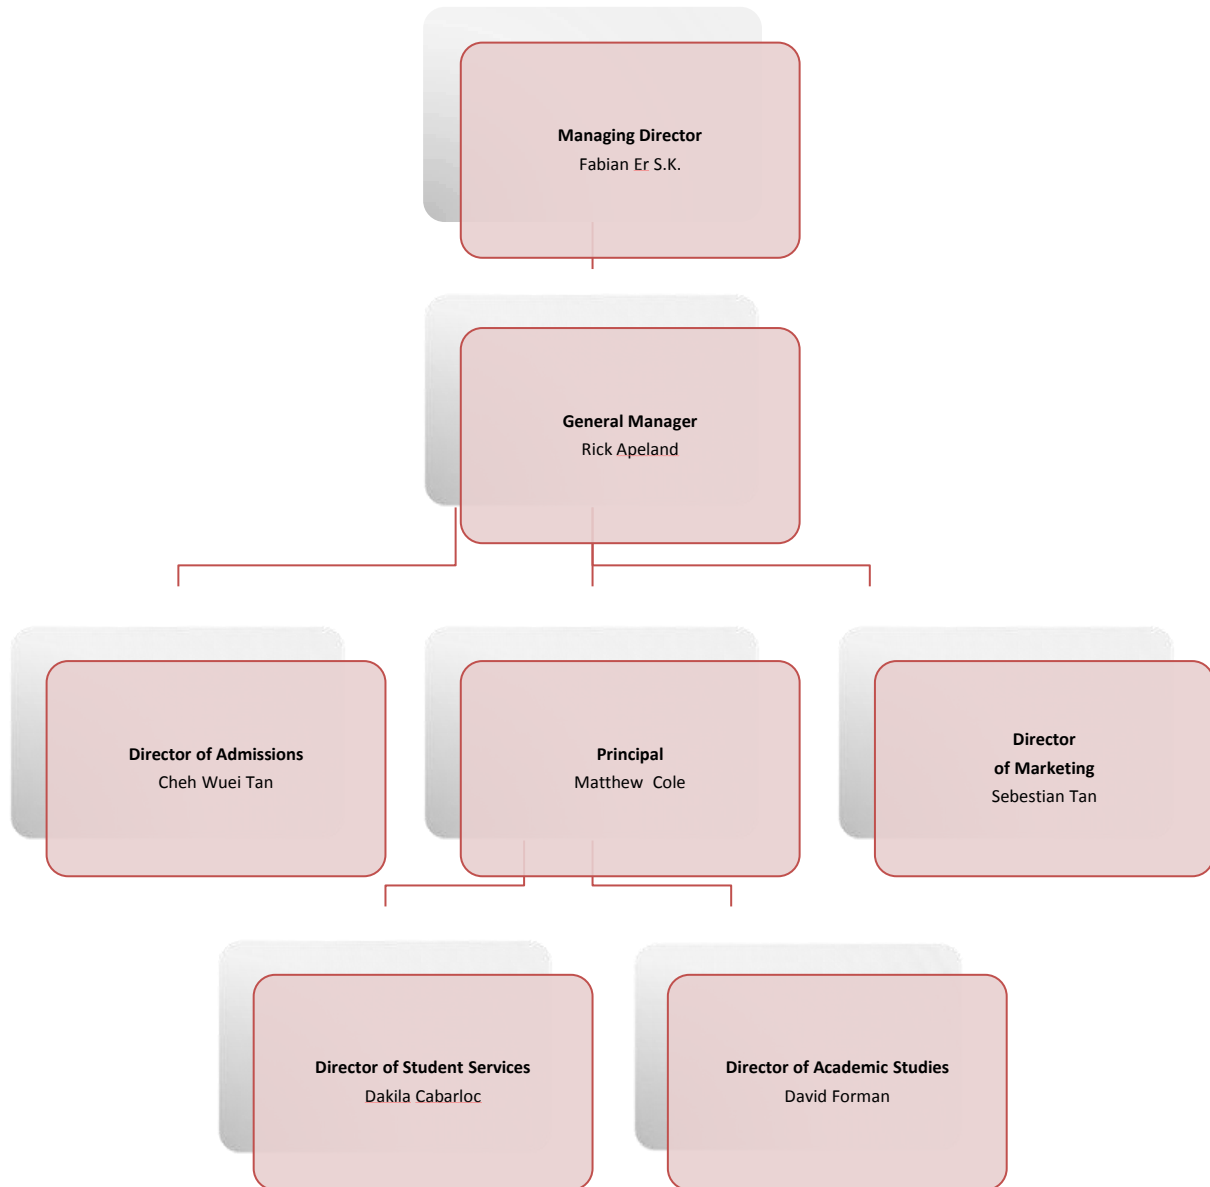 Managing Director
Fabian Er S.K.
General Manager
Rick Apeland
Director of Admissions
Cheh Wuei Tan
Principal
Matthew  Cole
Director
of Marketing
Sebestian Tan
Director of Student Services
Dakila Cabarloc
Director of Academic Studies
David Forman